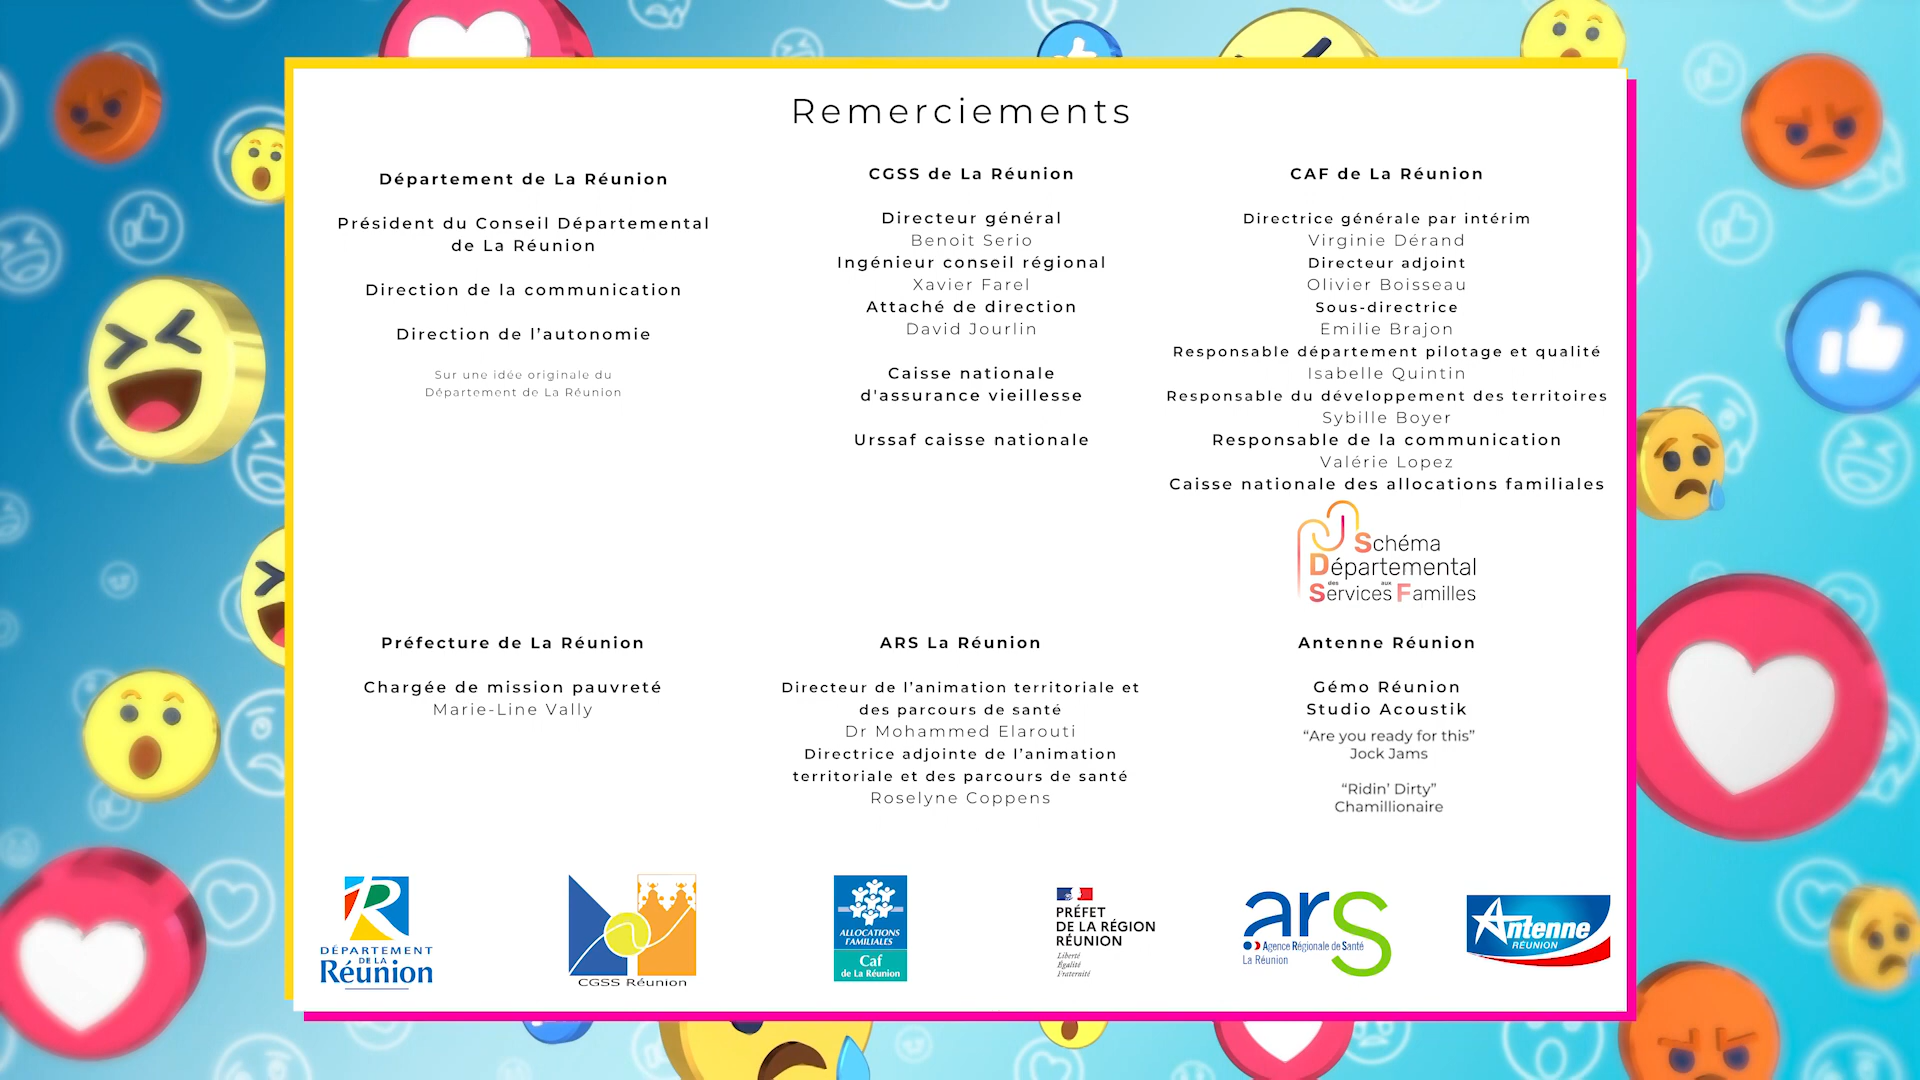 Remerciements
Département de La Réunion
Président du Conseil Départemental
de La Réunion
Direction de la communication
Direction de l’autonomie
Sur une idée originale du
Département de La Réunion
CGSS de La Réunion
Directeur général
Benoit Serio
Ingénieur conseil régional
Xavier Farel
Attaché de direction
David Jourlin
Caisse nationale
d'assurance vieillesse
Urssaf caisse nationale
CAF de La Réunion
Directrice générale par intérim
Virginie Dérand
Directeur adjoint
Olivier Boisseau
Sous-directrice
Emilie Brajon
Responsable département pilotage et qualité
Isabelle Quintin
Responsable du développement des territoires
Sybille Boyer
Responsable de la communication
Valérie Lopez
Caisse nationale des allocations familiales
Schéma
Départemental
des aux
Services Familles
Préfecture de La Réunion
Chargée de mission pauvreté
Marie-Line Vally
ARS La Réunion
Directeur de l’animation territoriale et
des parcours de santé
Dr Mohammed Elarouti
Directrice adjointe de l’animation
territoriale et des parcours de santé
Roselyne Coppens
Antenne Réunion
Gémo Réunion
Studio Acoustik
“Are you ready for this”
Jock Jams
“Ridin’ Dirty”
Chamillionaire
DÉPARTEMENT
DE LA
Réunion
CGSS Réunion
ALLOCATIONS
FAMILIALES
Caf
de La Réunion
PRÉFET
DE LA RÉGION
RÉUNION
Liberté
Égalité
Fraternité
ars
Agence Régionale de Santé
La Réunion
Antenne
RÉUNION